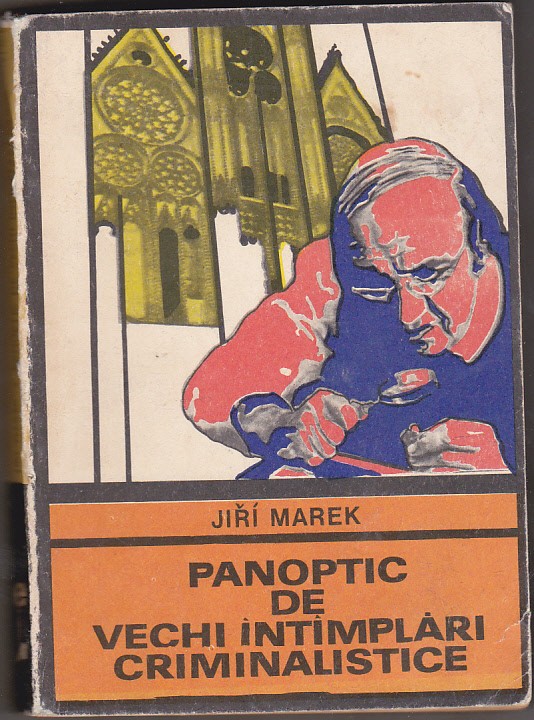 JIŘÍ MAREK
PANOPTIC
DE
VECHI ÎNTÎMPLĂRI
CRIMINALISTICE